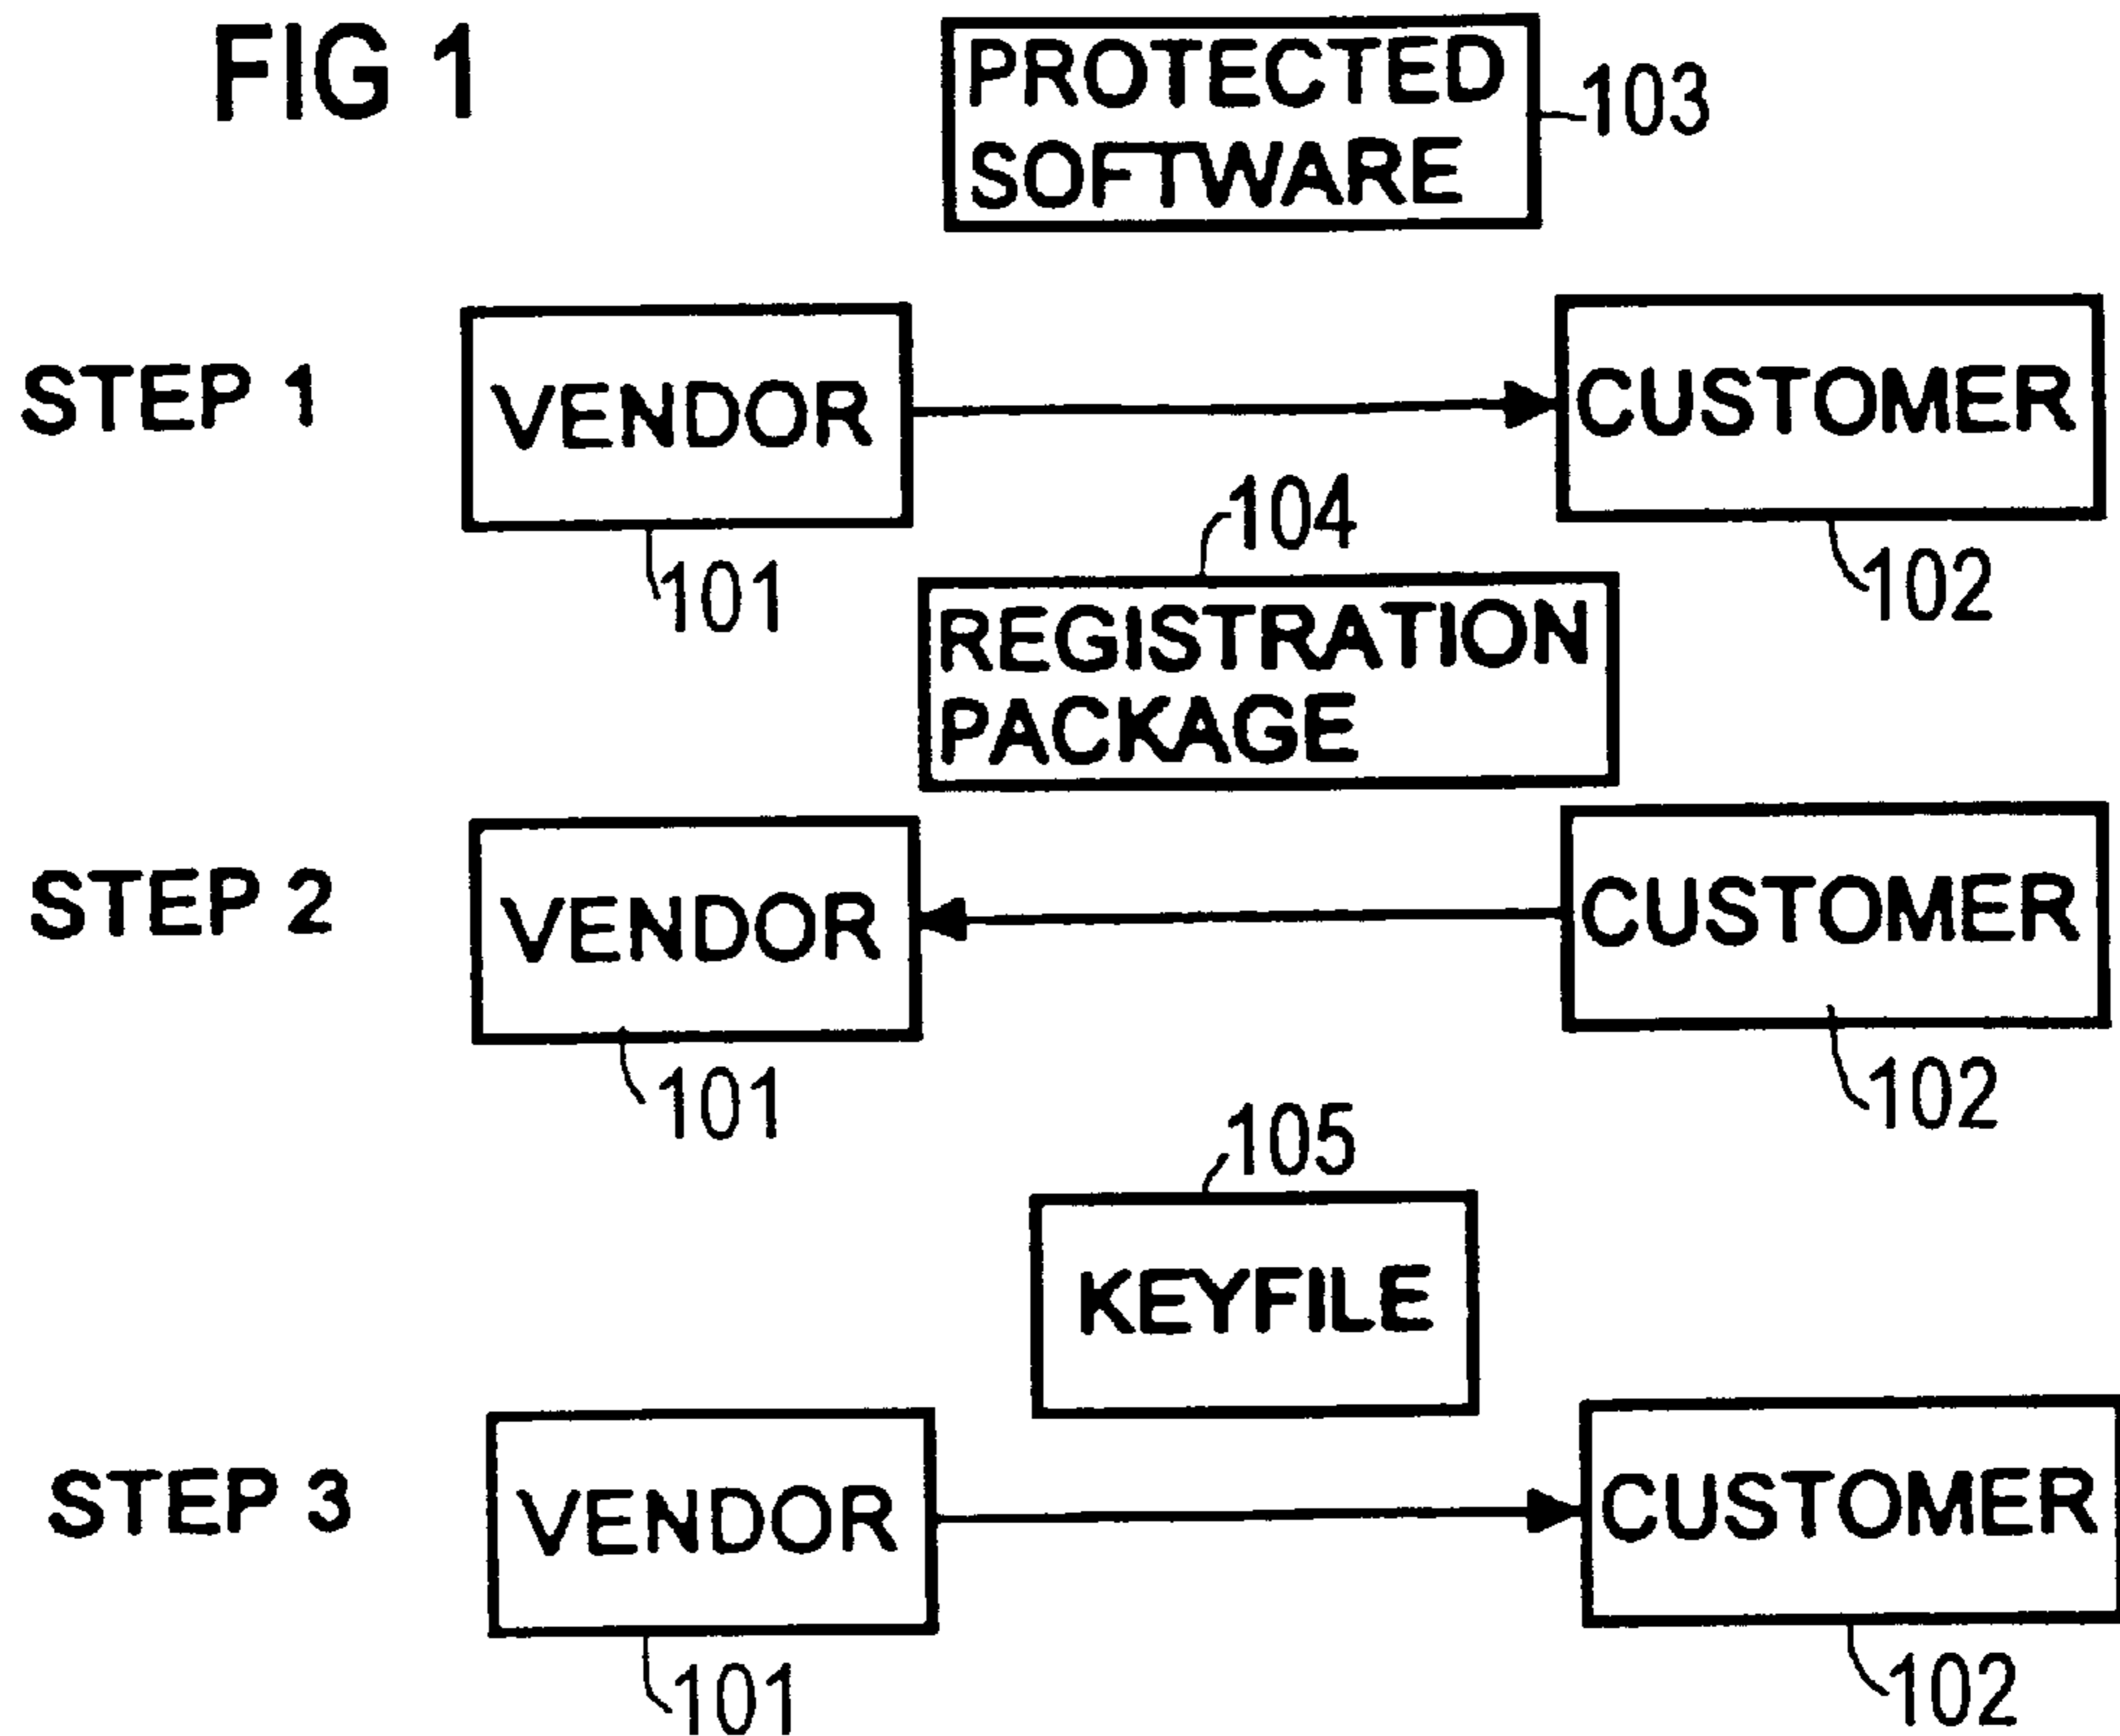 FIG 1
PROTECTED
SOFTWARE
103
STEP 1
VENDOR
CUSTOMER
101
104
102
REGISTRATION
PACKAGE
STEP 2
VENDOR
CUSTOMER
101
102
105
KEYFILE
STEP 3
VENDOR
CUSTOMER
101
102